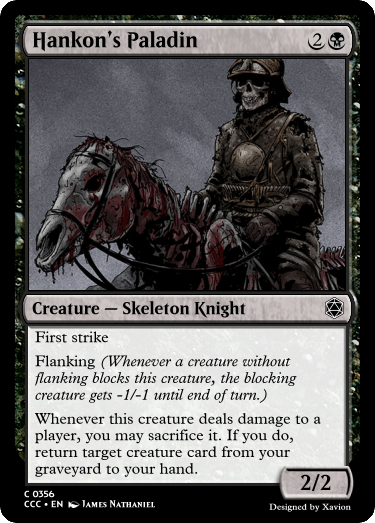 Hankon's Paladin 2
Creature — Skeleton Knight
First strike
Flanking (Whenever a creature without
flanking blocks this creature, the blocking
creature gets -1/-1 until end of turn.)
Whenever this creature deals damage to a
player, you may sacrifice it. If you do,
return target creature card from your
graveyard to your hand.
2/2
C 0356
CCC • EN James Nathaniel
Designed by Xavion